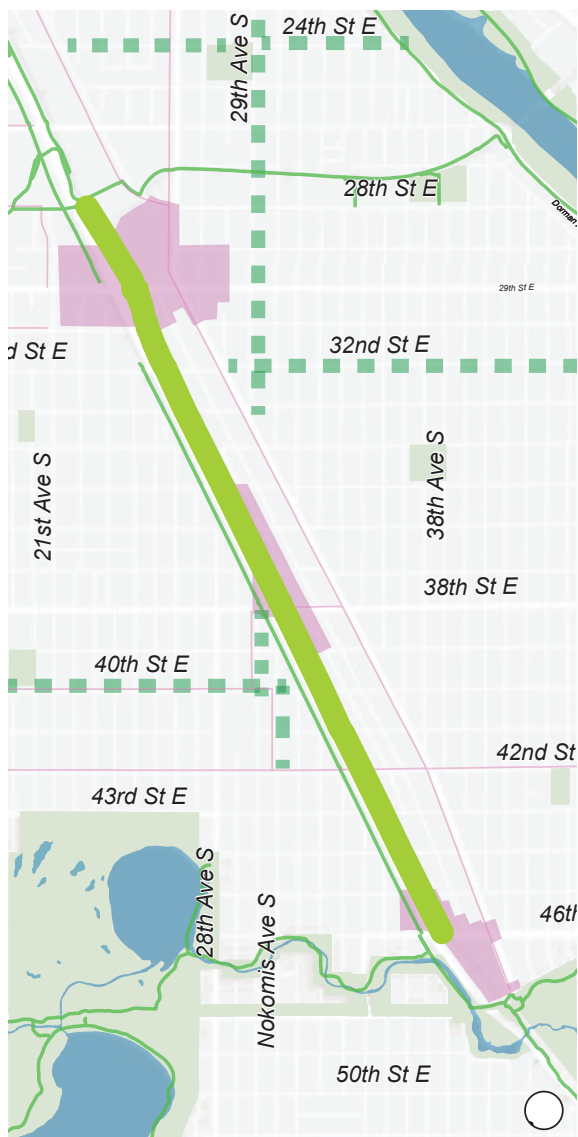 24th St E
29th Ave S
28th St E
Dorman
29th St E
32nd St E
d St E
38th Ave S
21st Ave S
38th St E
40th St E
42nd St
43rd St E
28th Ave S
46th
Nokomis Ave S
50th St E